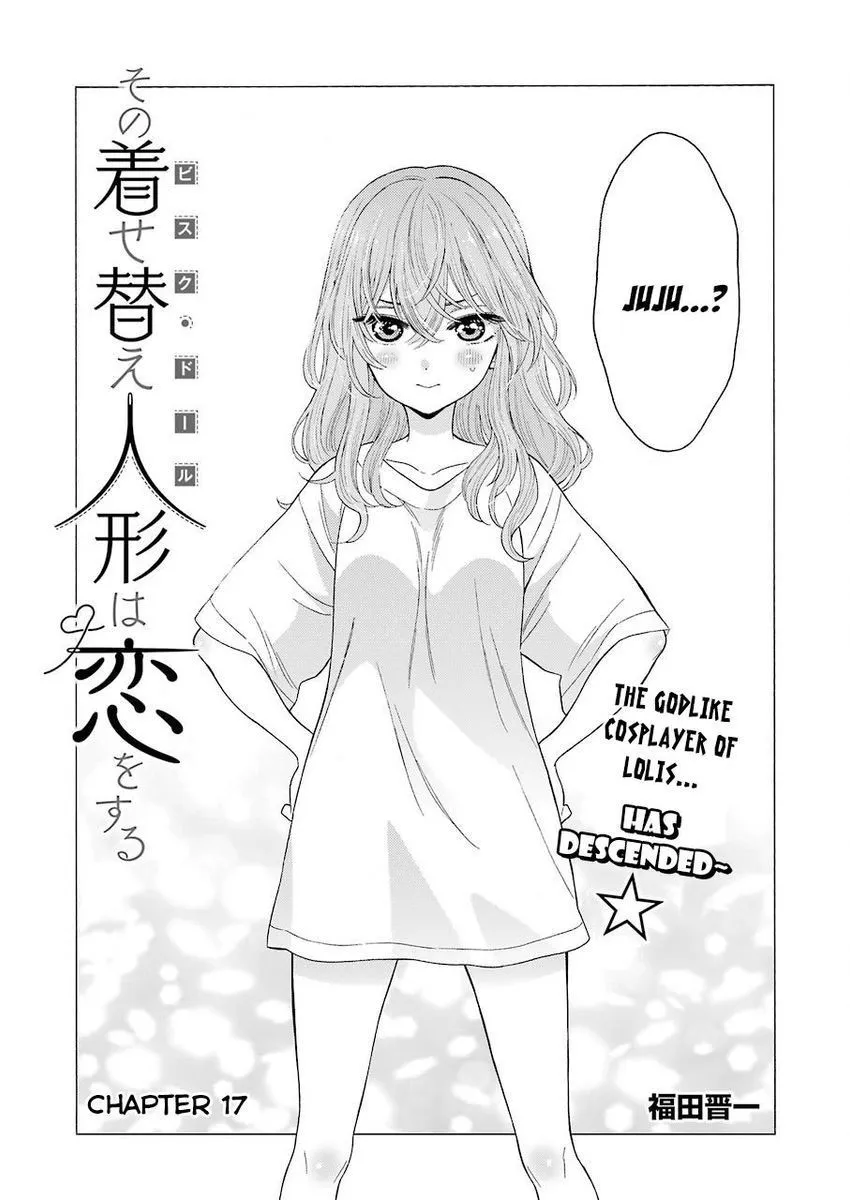 その着せ替え人形は恋をする
ビスク・ドール
JUJU...?
THE GODLIKE
COSPLAYER OF
LOLIS...
HAS
DESCENDED~
☆
CHAPTER 17
福田晋一